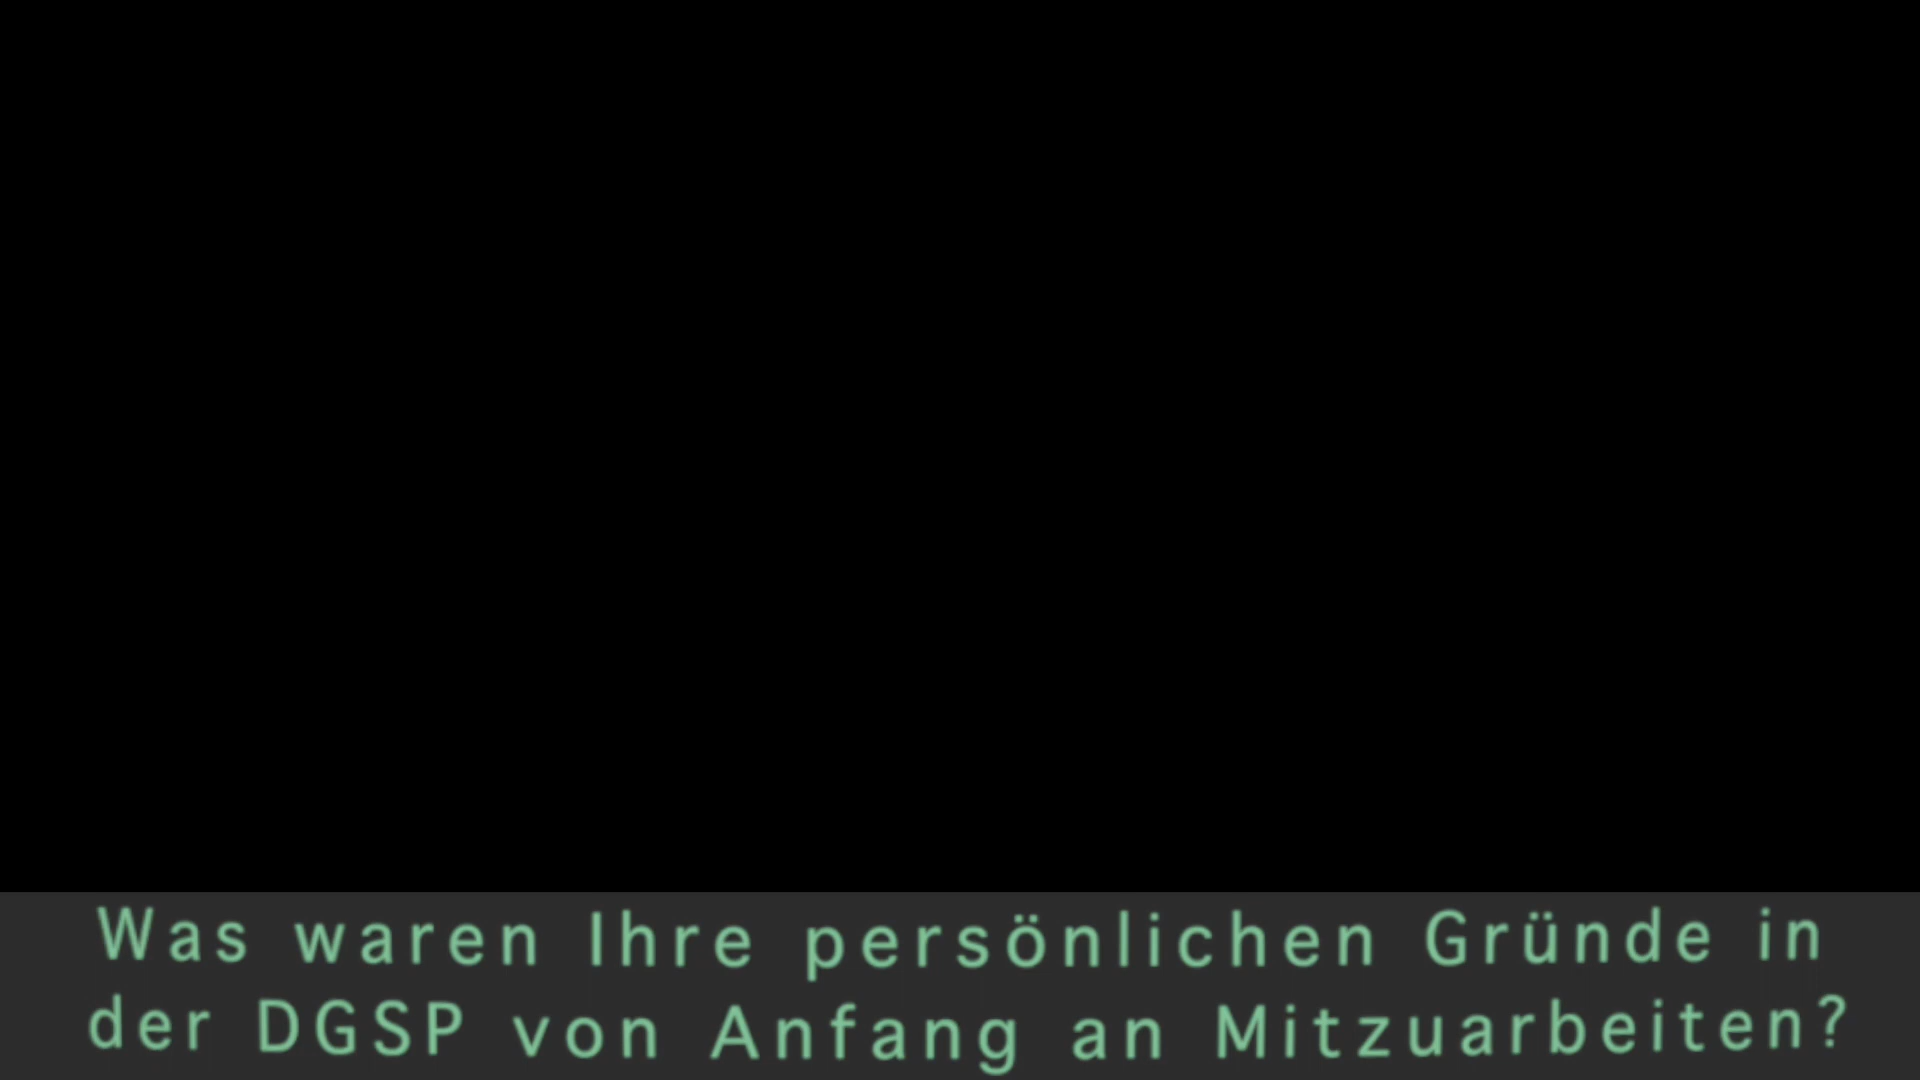 Was waren Ihre persönlichen Gründe in
der DGSP von Anfang an Mitzuarbeiten?